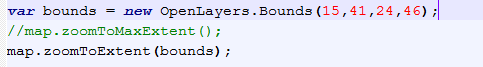 var bounds = new OpenLayers.Bounds(15,41,24,46);
//map.zoomToMaxExtent();
map.zoomToExtent(bounds);